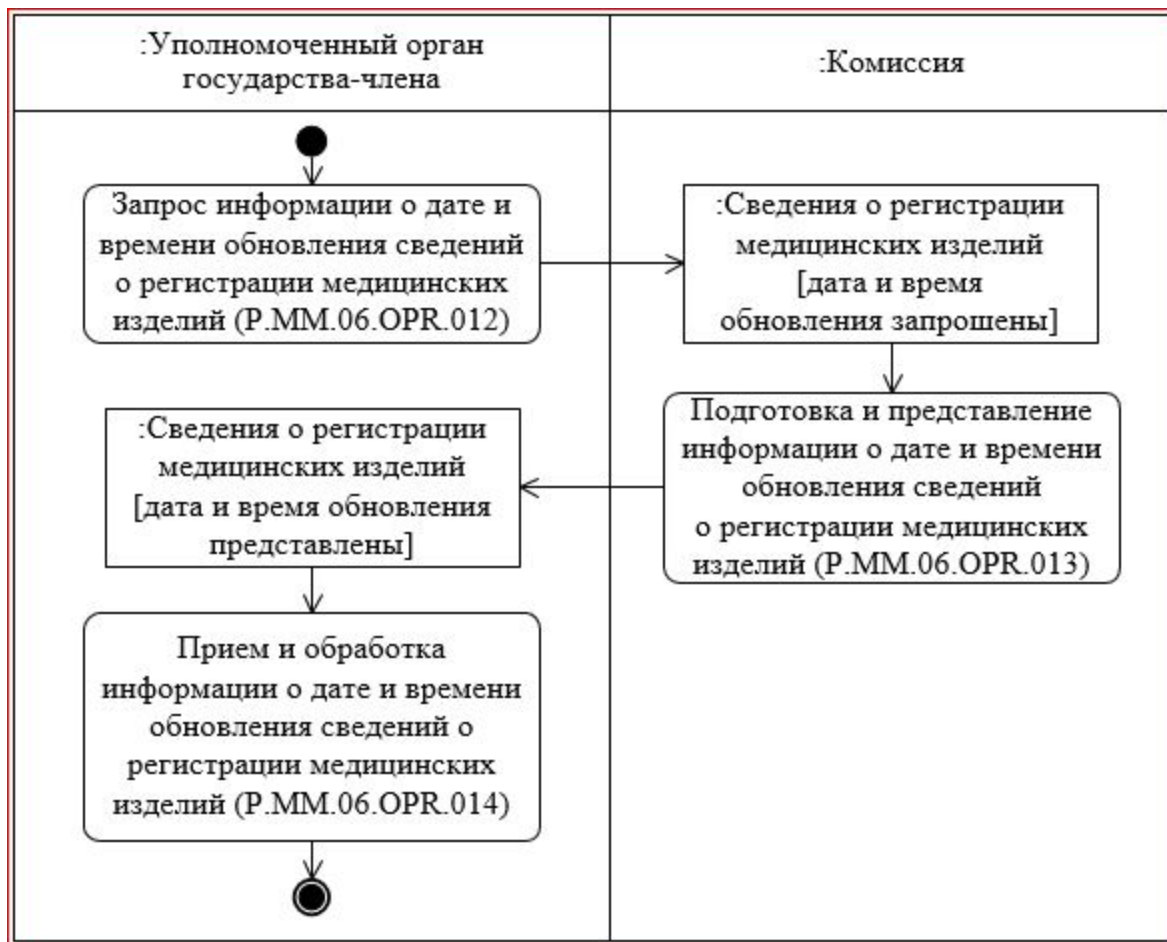 :Уполномоченный орган
государства-члена
:Комиссия
Запрос информации о дате и
времени обновления сведений
о регистрации медицинских
изделий (P.MM.06.OPR.012)
:Сведения о регистрации
медицинских изделий
[дата и время
обновления запрошены]
Подготовка и представление
информации о дате и времени
обновления сведений
о регистрации медицинских
изделий (P.MM.06.OPR.013)
:Сведения о регистрации
медицинских изделий
[дата и время обновления
представлены]
Прием и обработка
информации о дате и времени
обновления сведений о
регистрации медицинских
изделий (P.MM.06.OPR.014)